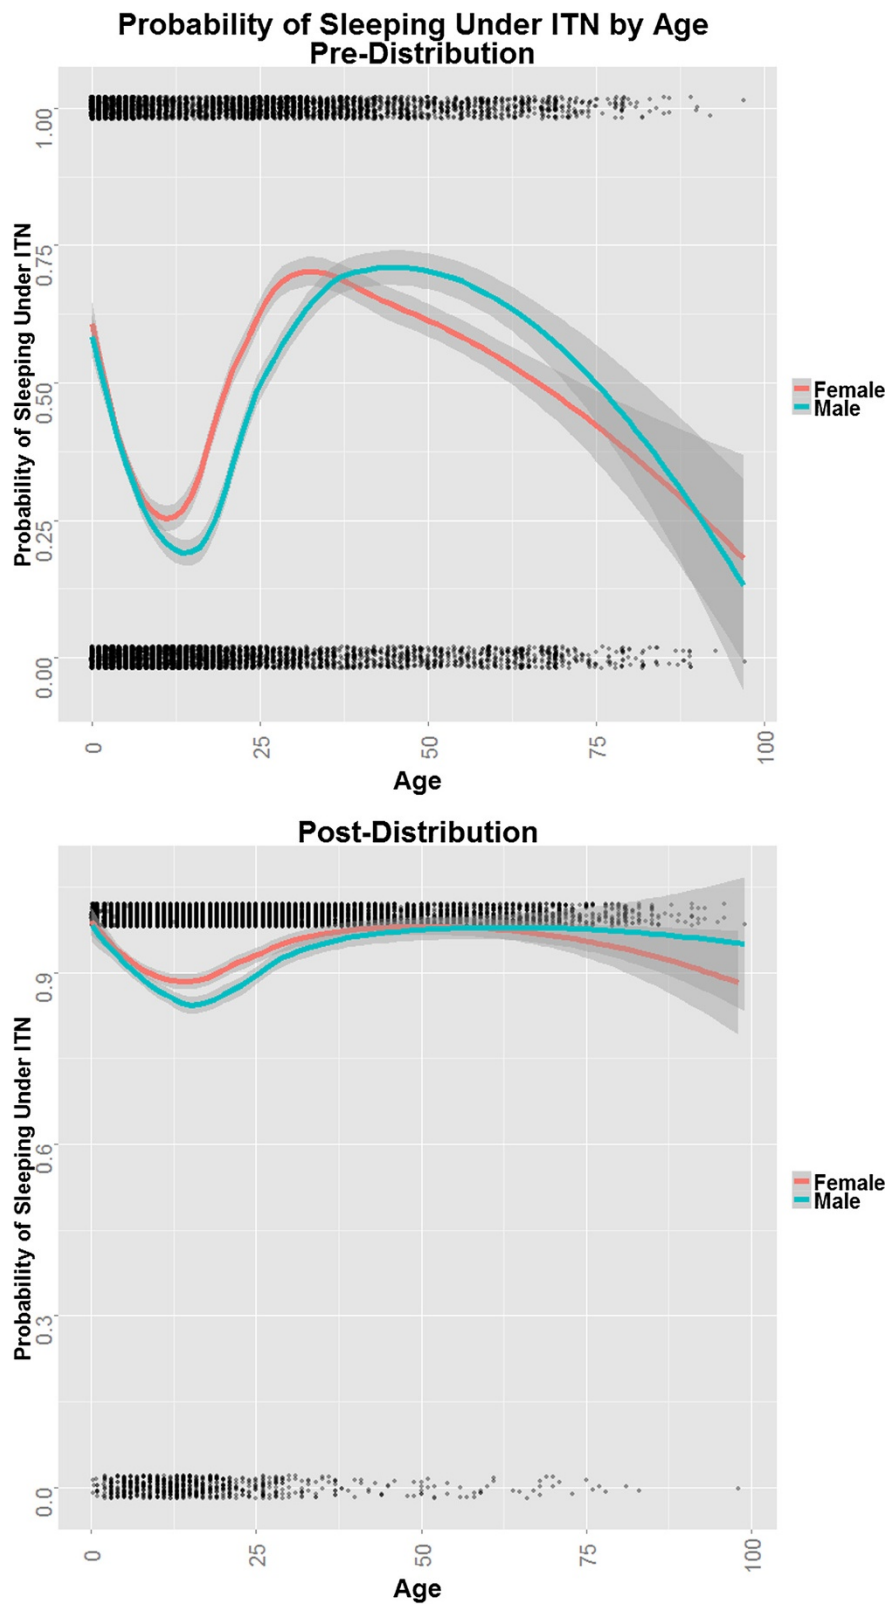 Probability of Sleeping Under ITN by Age
Pre-Distribution
Probability of Sleeping Under ITN
1.00
0.75
0.50
0.25
0.00
0
25
50
75
100
Age
Female
Male
Post-Distribution
Probability of Sleeping Under ITN
0.9
0.6
0.3
0.0
0
25
50
75
100
Age
Female
Male